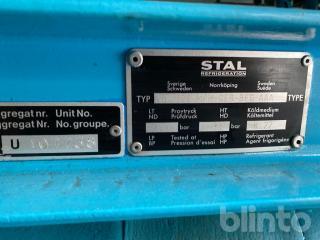 STAL
REFRIGERATION
Sverige Norrköping Sweden
Schweden Suède
TYP TYPE
LT Provtryck HT Köldmedium
ND Prüfdruck HD Kältemittel
bar bar
LP Tested at HP Refrigerant
BP Pression d'essai HP Agent frigorigène
ggregat nr. Unit No.
ggregat Nr. No. groupe.
U
blinto